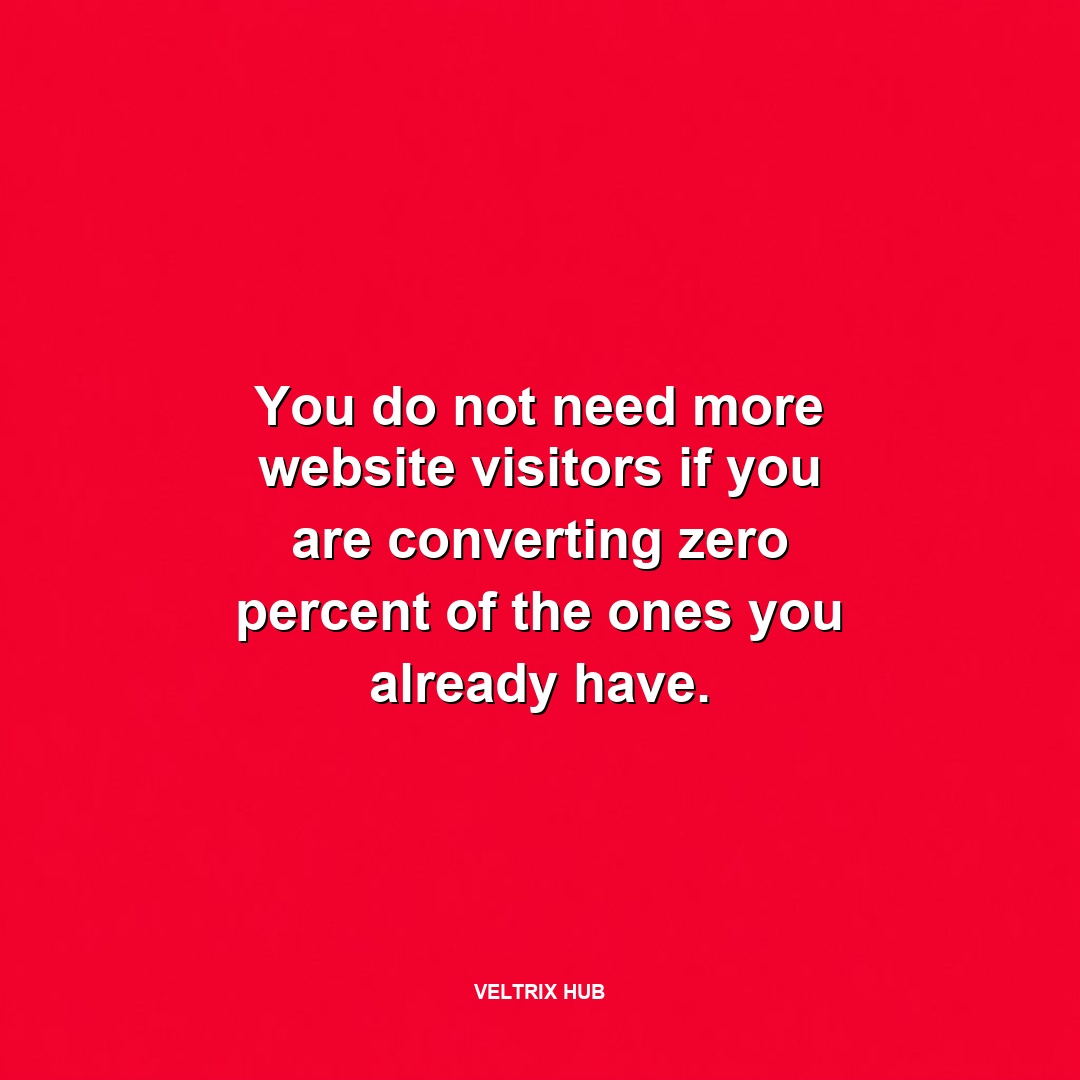 You do not need more
website visitors if you
are converting zero
percent of the ones you
already have.
VELTRIX HUB